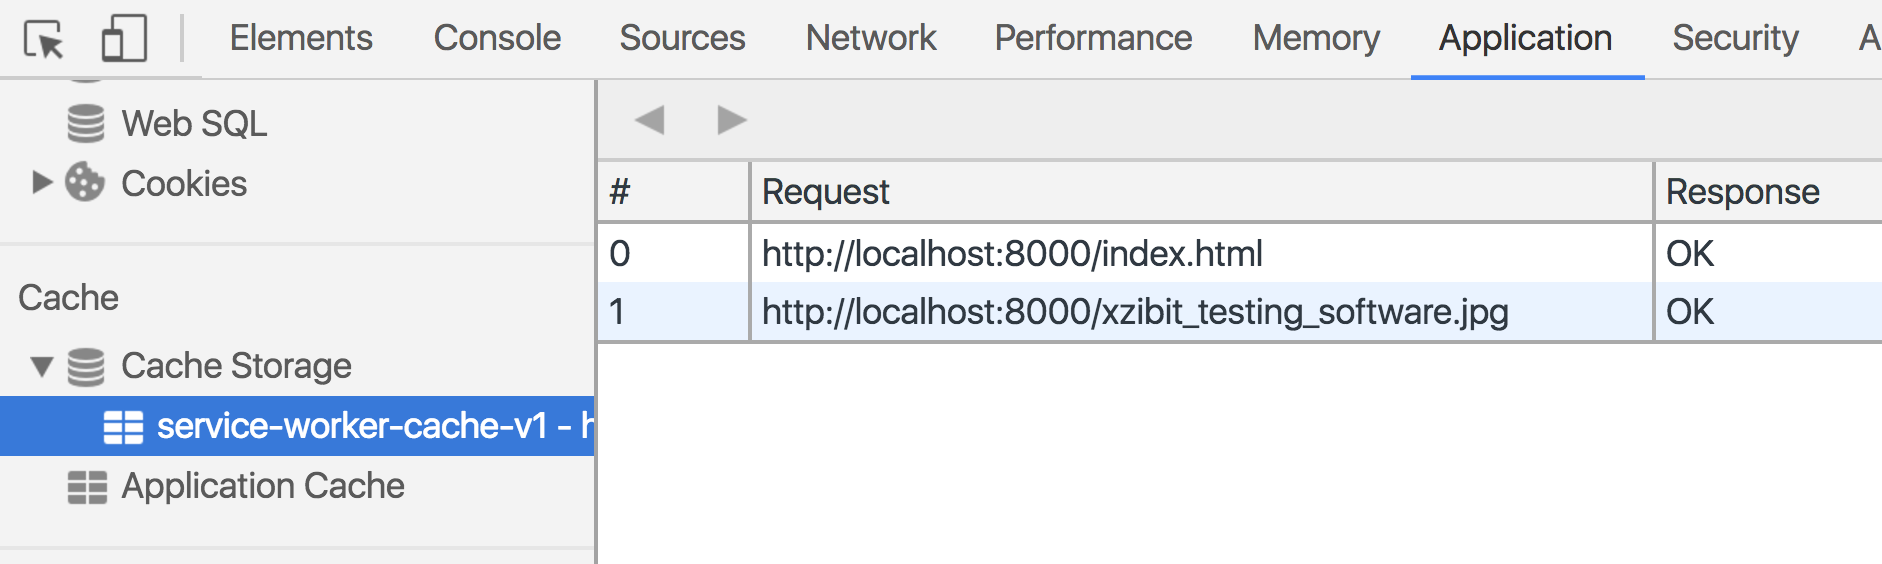 Elements Console Sources Network Performance Memory Application Security A
Web SQL
Cookies
Cache
Cache Storage
service-worker-cache-v1 - h
Application Cache
# Request Response
0 http://localhost:8000/index.html OK
1 http://localhost:8000/xzibit_testing_software.jpg OK